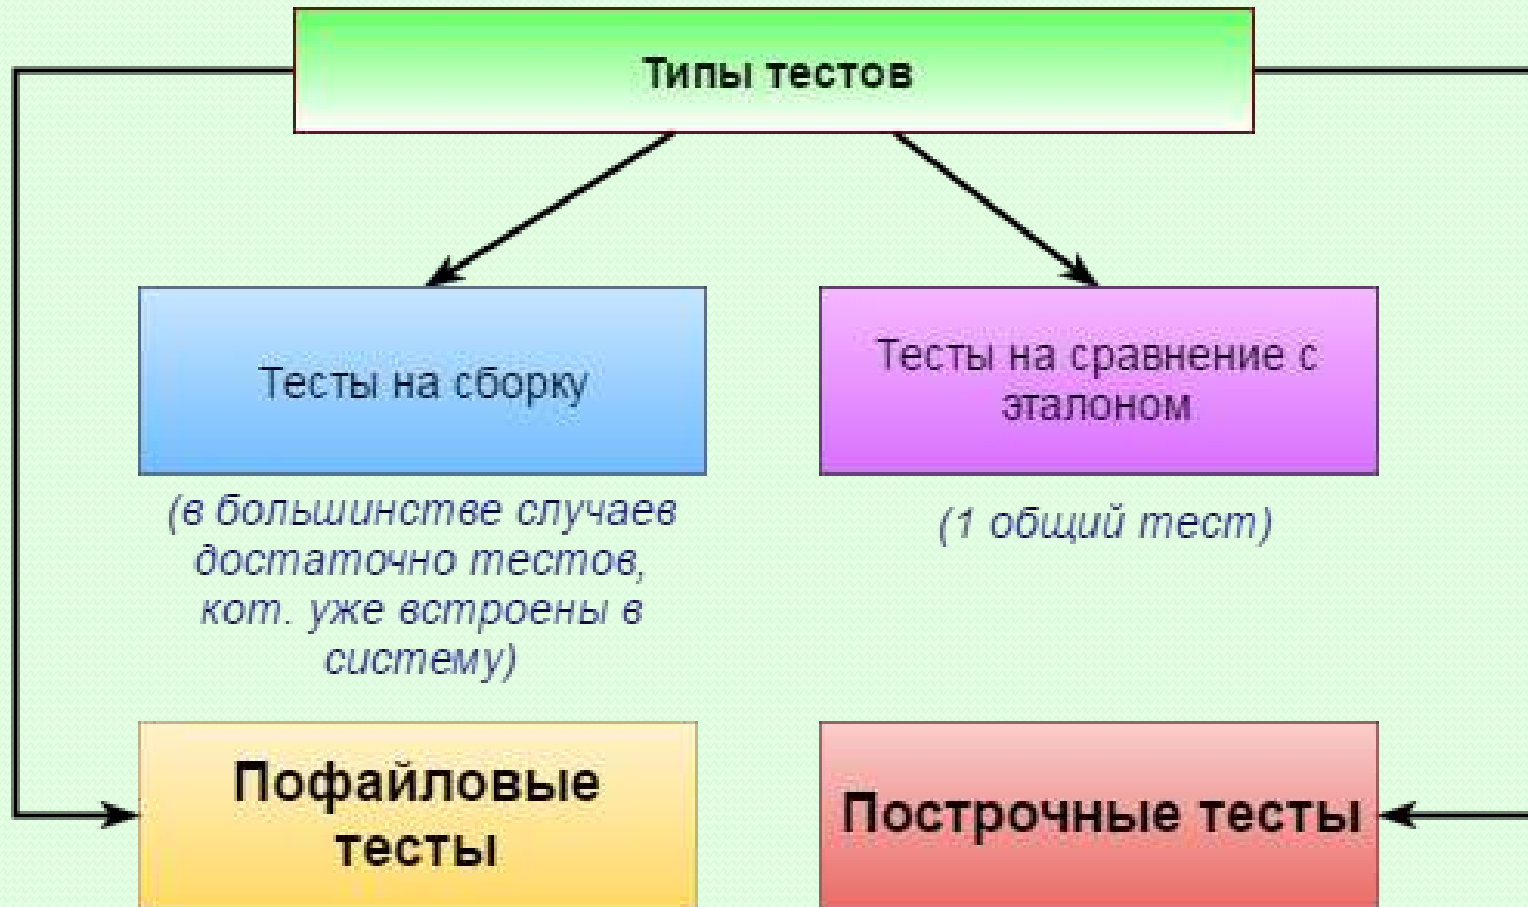 Типы тестов
Тесты на сборку
Тесты на сравнение с
эталоном
(в большинстве случаев
достаточно тестов,
кот. уже встроены в
систему)
(1 общий тест)
Пофайловые
тесты
Построчные тесты